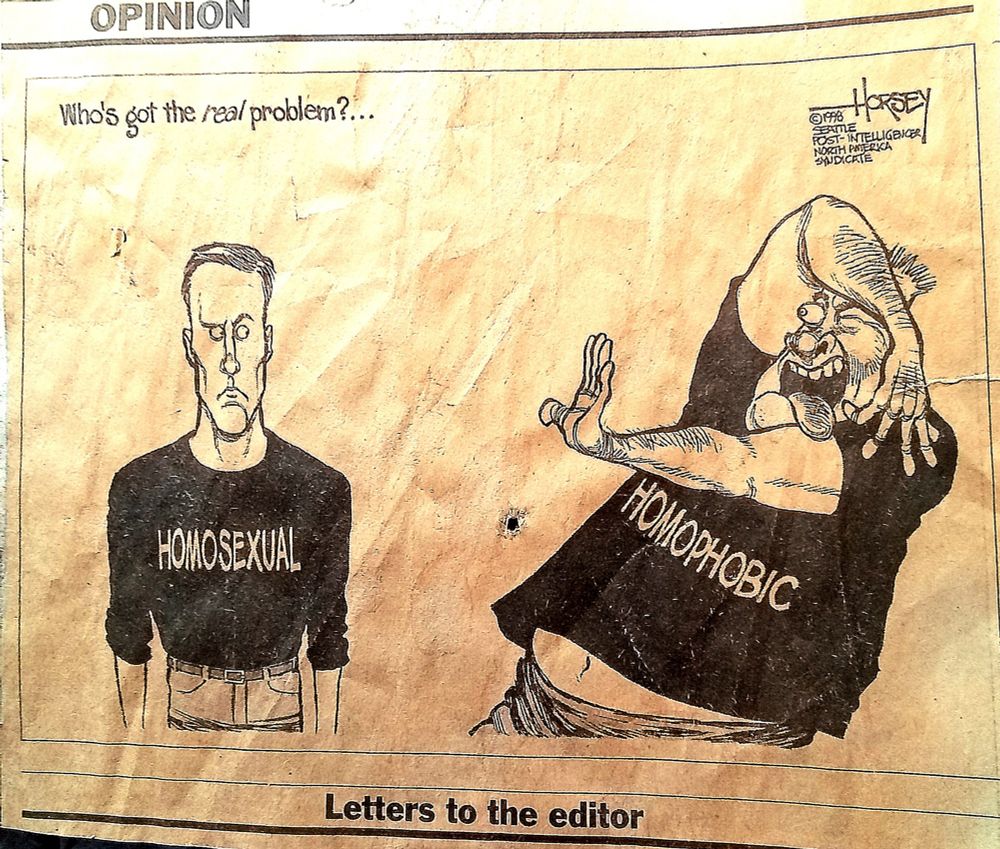 OPINION
Who's got the real problem?...
HORSEY
©1998
SEATTLE
POST-INTELLIGENCER
NORTH AMERICA
SYNDICATE
HOMOSEXUAL
HOMOPHOBIC
Letters to the editor